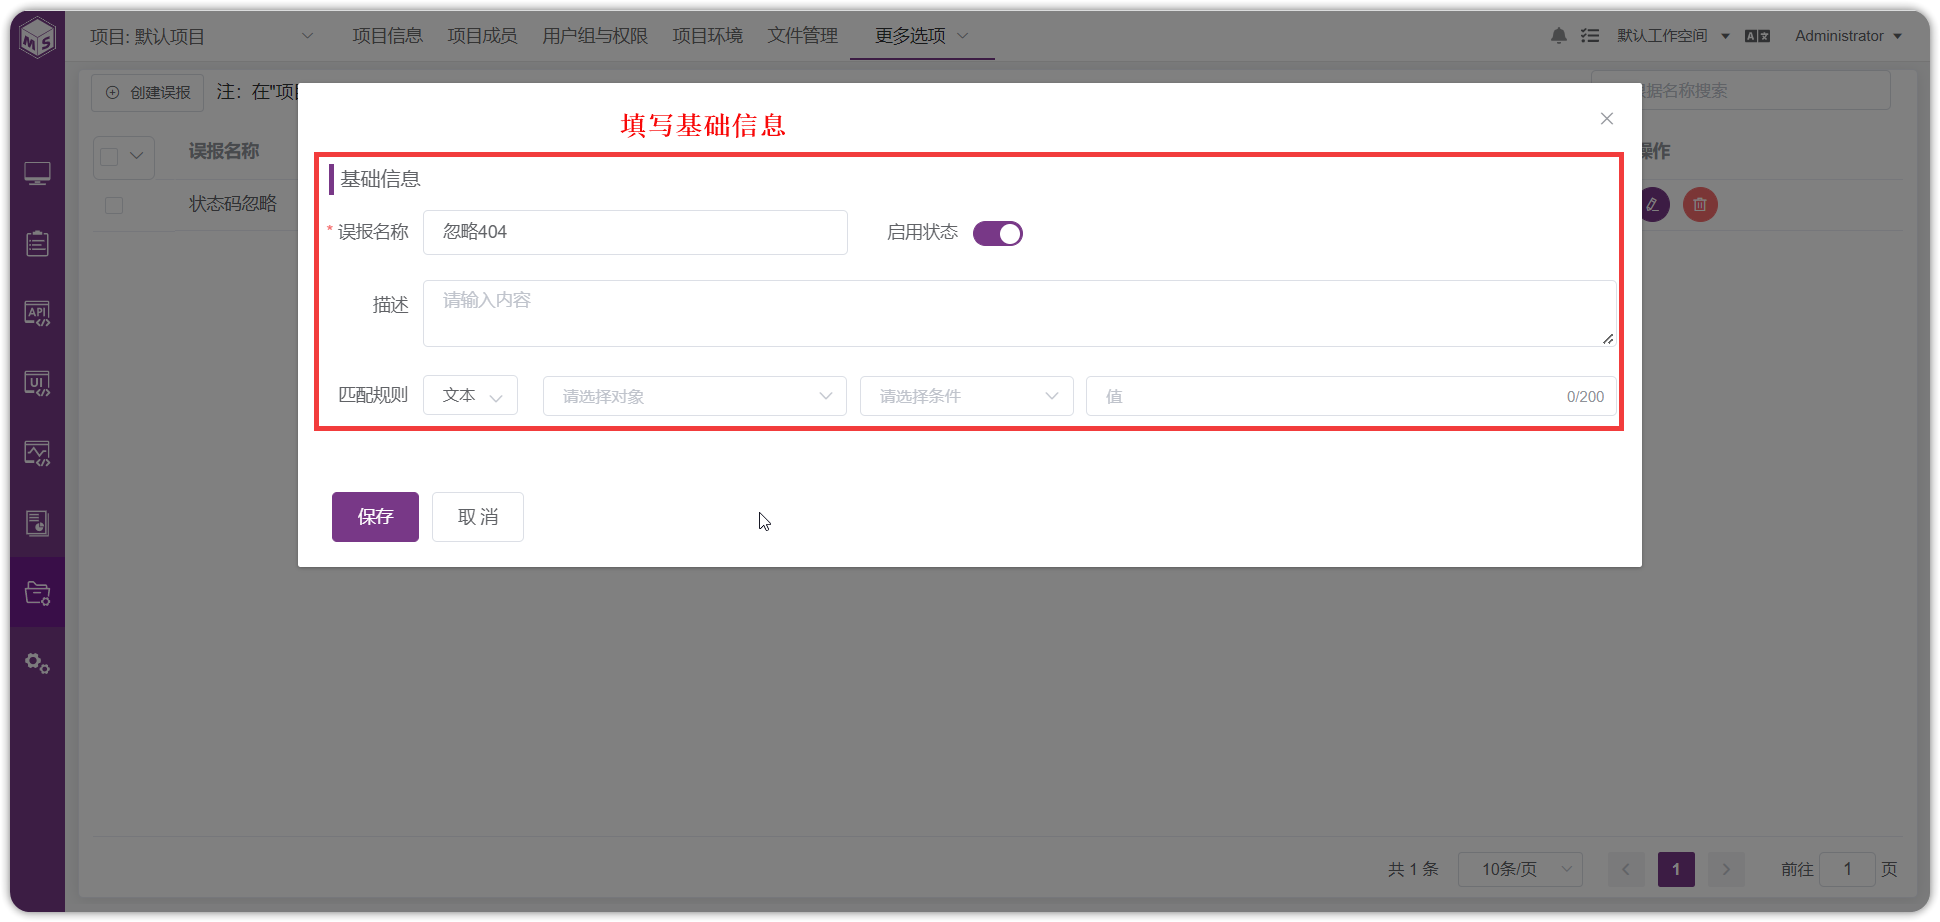 MS
项目: 默认项目
项目信息
项目成员
用户组与权限
项目环境
文件管理
更多选项
默认工作空间
Administrator
创建误报
注：在"项
据名称搜索
填写基础信息
误报名称
操作
状态码忽略
API
UI
基础信息
* 误报名称
忽略404
启用状态
描述
请输入内容
匹配规则
文本
请选择对象
请选择条件
值
0/200
保存
取 消
共 1 条
10条/页
1
前往
1
页